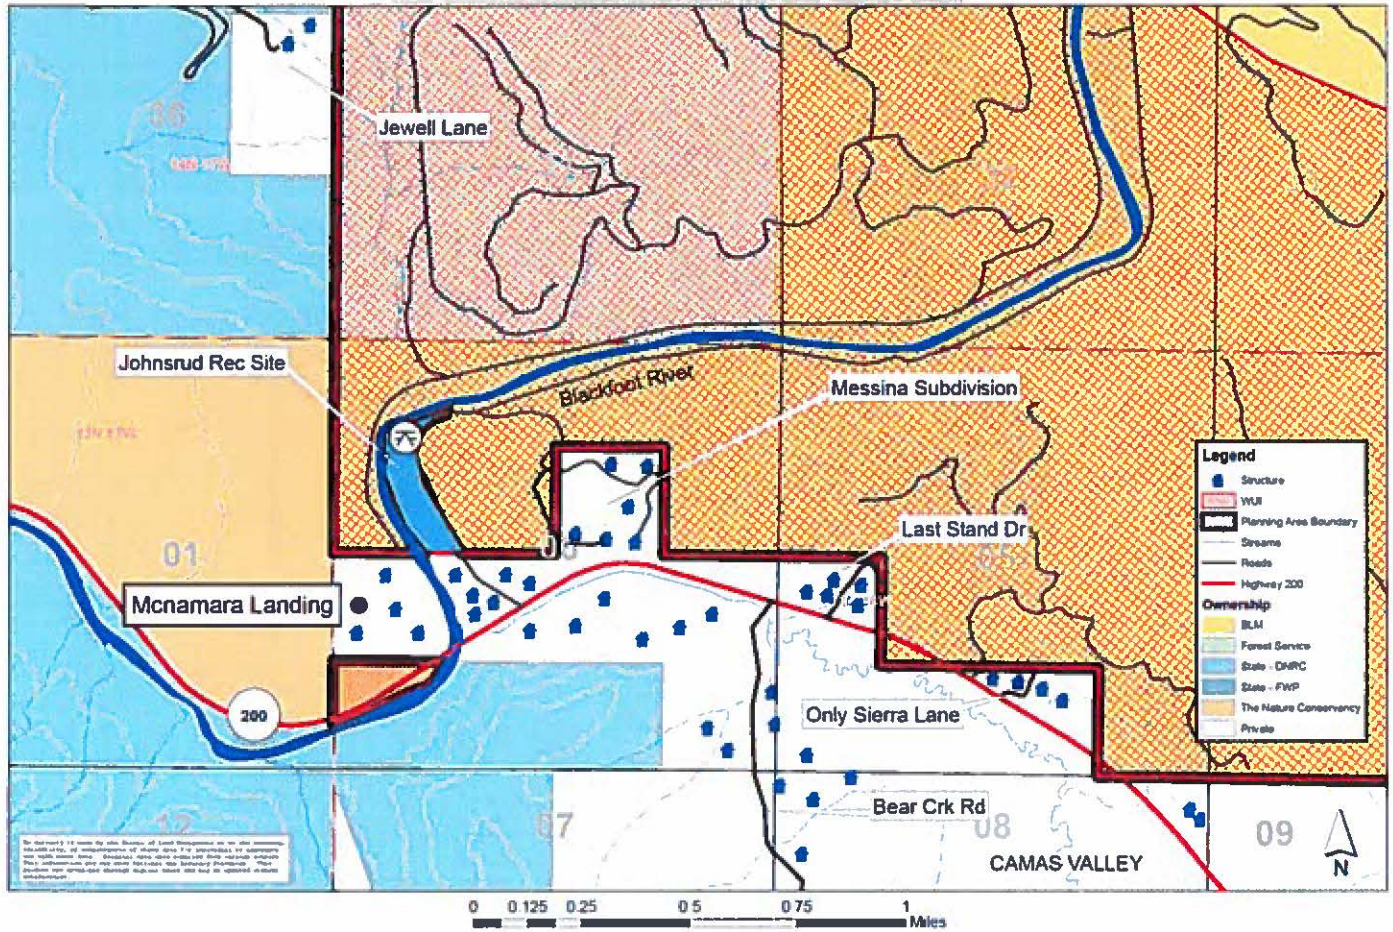 Jewell Lane
36
Johnsrud Rec Site
Blackfoot River
Messina Subdivision
Last Stand Dr
01
Mcnamara Landing
200
Only Sierra Lane
Bear Crk Rd
12
07
08
09
CAMAS VALLEY
N
Legend
Structure
WUI
Planning Area Boundary
Streams
Roads
Highway 200
Ownership
BLM
Forest Service
State - DNRC
State - FWP
The Nature Conservancy
Private
0 0.125 0.25 0 5 0 75 1
Miles